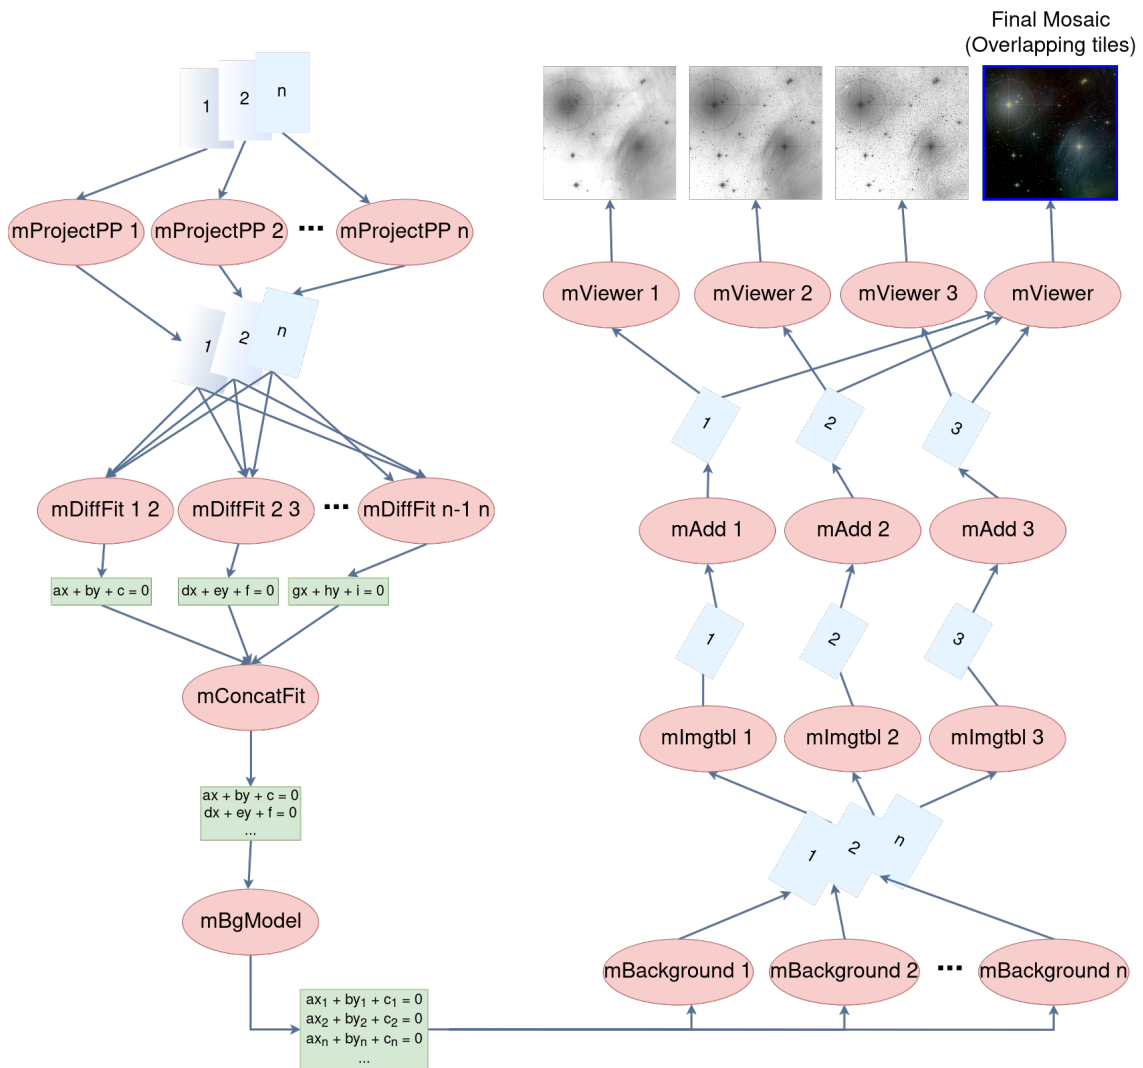 Final Mosaic
(Overlapping tiles)
1
2
n
mProjectPP 1
mProjectPP 2
...
mProjectPP n
1
2
n
mDiffFit 1 2
mDiffFit 2 3
...
mDiffFit n-1 n
ax + by + c = 0
dx + ey + f = 0
gx + hy + i = 0
mConcatFit
ax + by + c = 0
dx + ey + f = 0
...
mBgModel
ax₁ + by₁ + c₁ = 0
ax₂ + by₂ + c₂ = 0
axₙ + byₙ + cₙ = 0
...
mViewer 1
mViewer 2
mViewer 3
mViewer
1
2
3
mAdd 1
mAdd 2
mAdd 3
1
2
3
mImgtbl 1
mImgtbl 2
mImgtbl 3
1
2
n
mBackground 1
mBackground 2
...
mBackground n